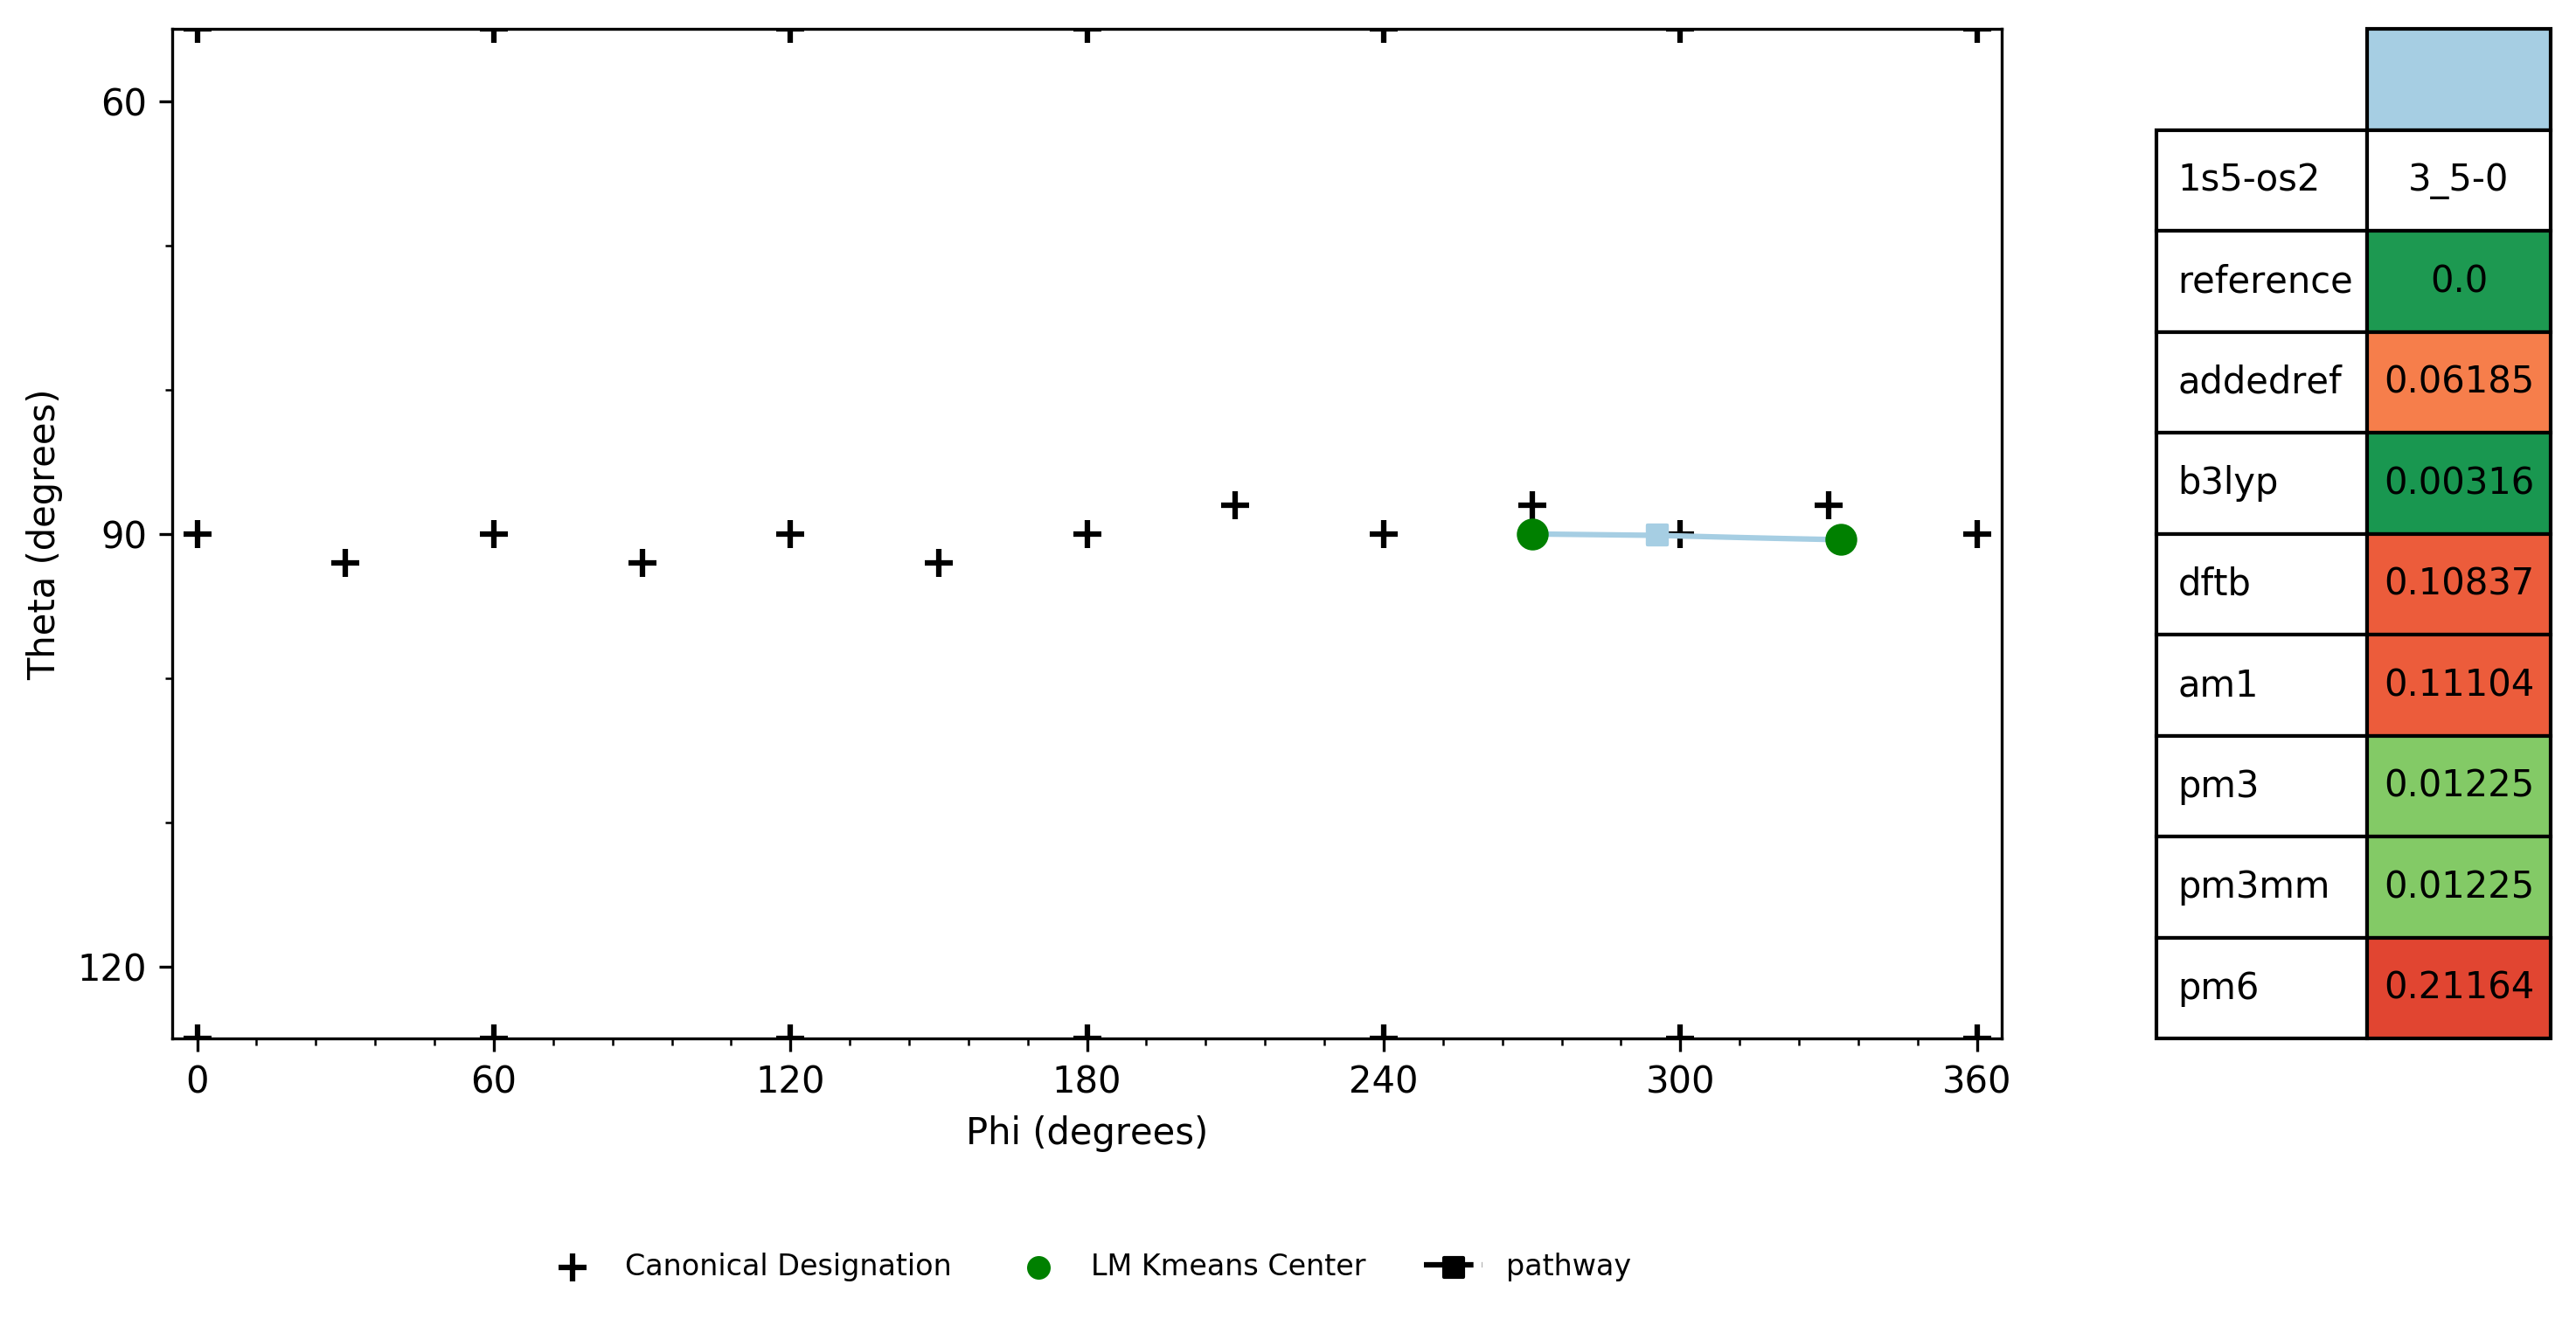 60
90
120
Theta (degrees)
0 60 120 180 240 300 360
Phi (degrees)
Canonical Designation LM Kmeans Center pathway
1s5-os2 3_5-0
reference 0.0
addedref 0.06185
b3lyp 0.00316
dftb 0.10837
am1 0.11104
pm3 0.01225
pm3mm 0.01225
pm6 0.21164